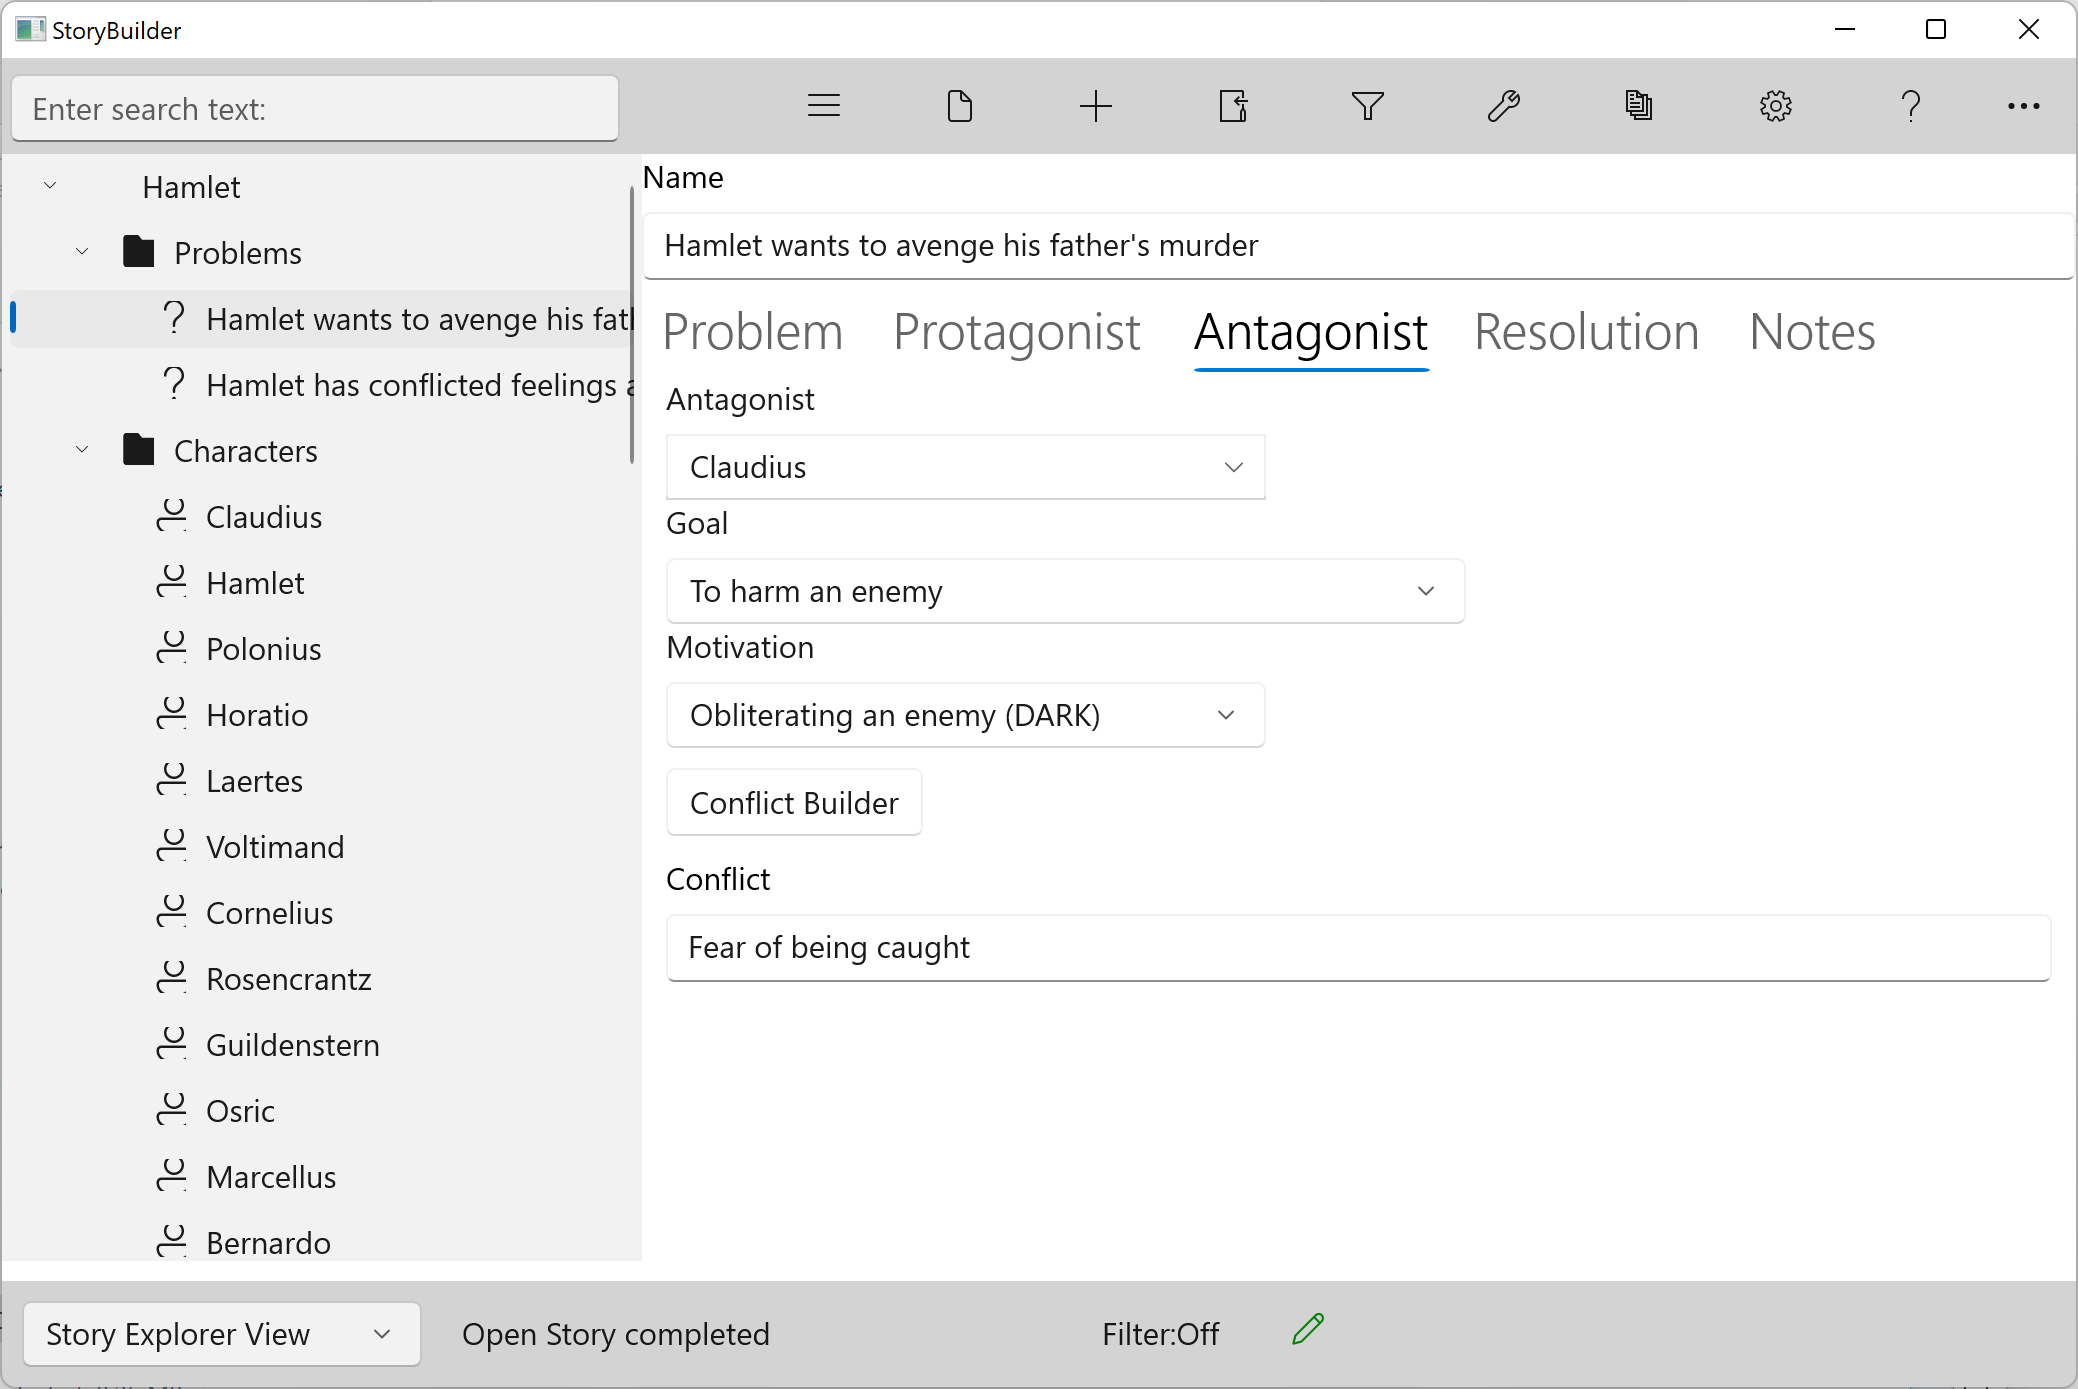 StoryBuilder
Enter search text:
Hamlet
Problems
Hamlet wants to avenge his fath
Hamlet has conflicted feelings a
Characters
Claudius
Hamlet
Polonius
Horatio
Laertes
Voltimand
Cornelius
Rosencrantz
Guildenstern
Osric
Marcellus
Bernardo
Name
Hamlet wants to avenge his father's murder
Problem Protagonist Antagonist Resolution Notes
Antagonist
Claudius
Goal
To harm an enemy
Motivation
Obliterating an enemy (DARK)
Conflict Builder
Conflict
Fear of being caught
Story Explorer View Open Story completed Filter:Off